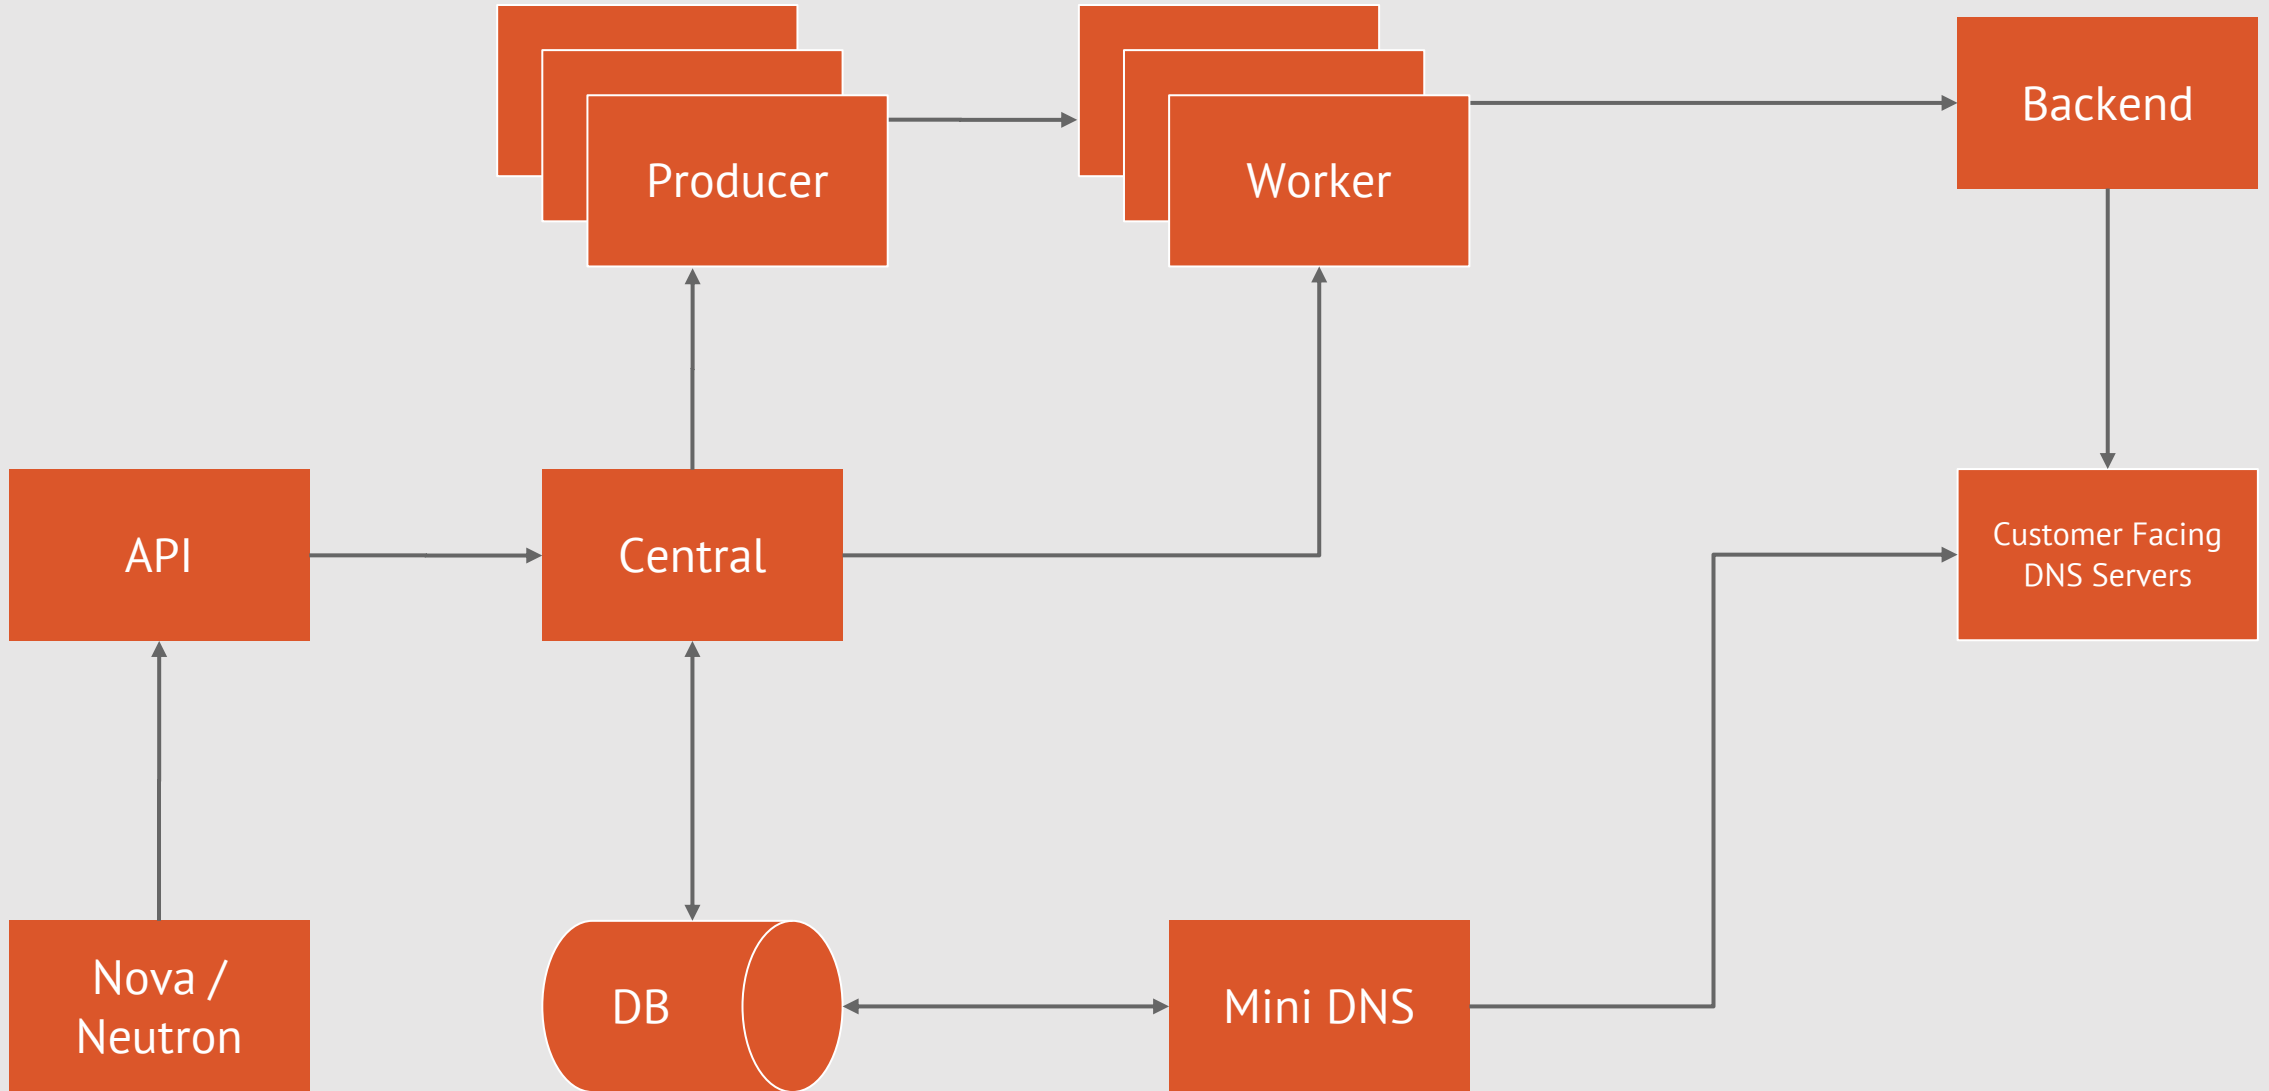 Producer
Worker
Backend
API
Central
Customer Facing
DNS Servers
Nova /
Neutron
DB
Mini DNS